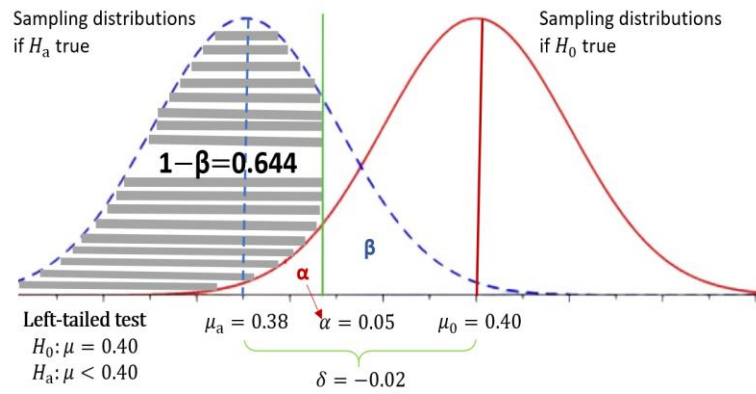 Sampling distributions
if Hₐ true
Sampling distributions
if H₀ true
1−β=0.644
β
α
Left-tailed test
H₀: μ = 0.40
Hₐ: μ < 0.40
μₐ = 0.38
α = 0.05
μ₀ = 0.40
δ = −0.02